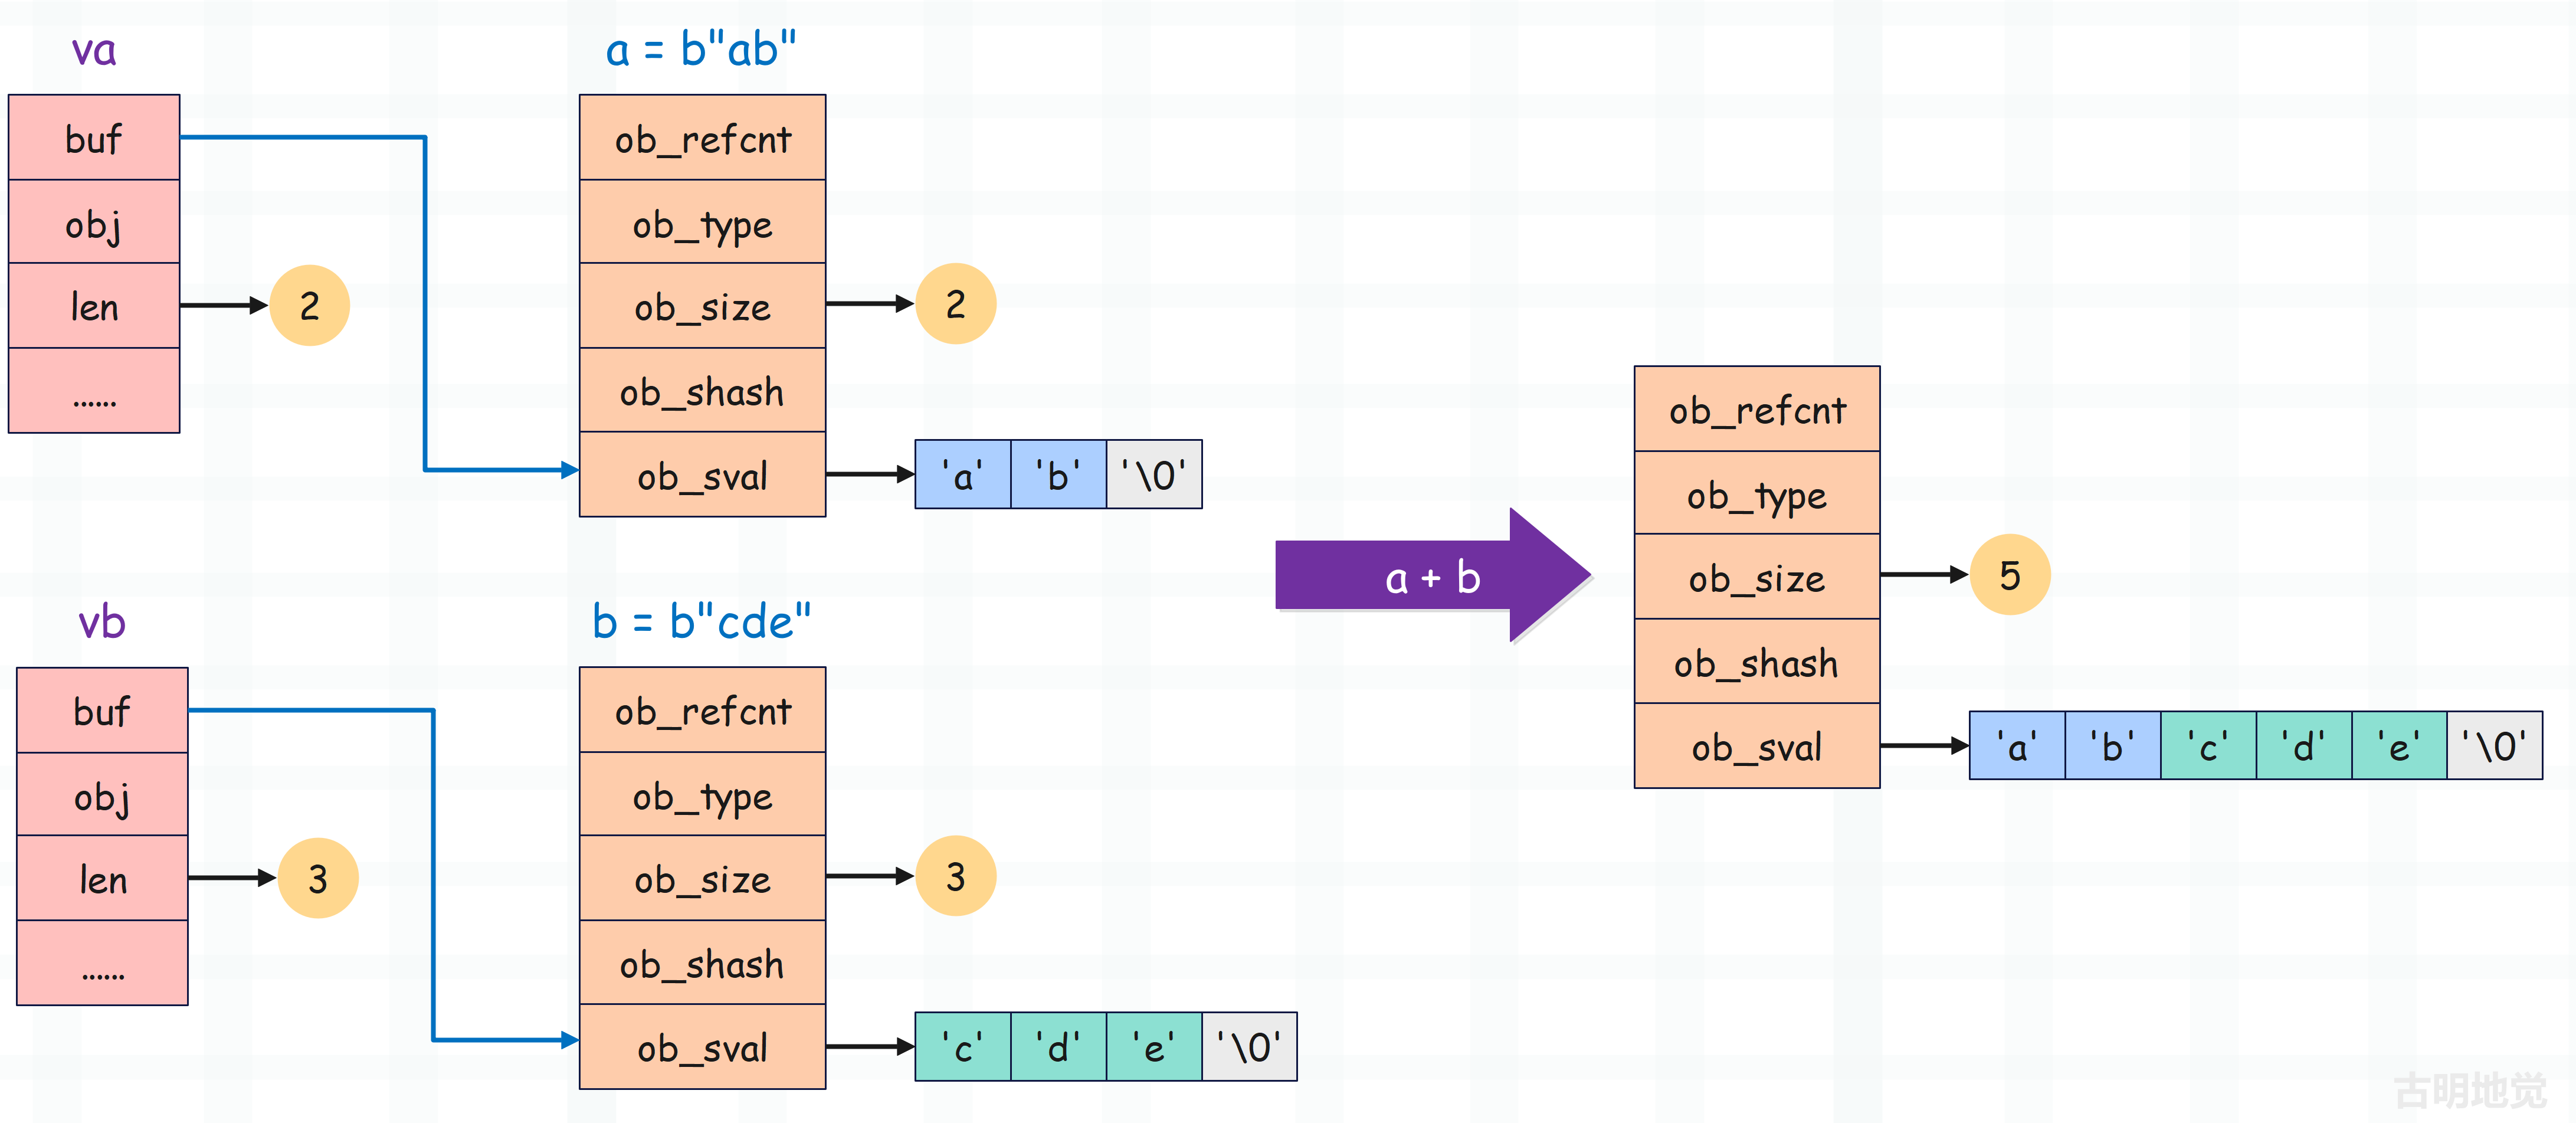 va
buf
obj
len
2
......
a = b"ab"
ob_refcnt
ob_type
ob_size
2
ob_shash
ob_sval
'a' 'b' '\0'
vb
buf
obj
len
3
......
b = b"cde"
ob_refcnt
ob_type
ob_size
3
ob_shash
ob_sval
'c' 'd' 'e' '\0'
a + b
ob_refcnt
ob_type
ob_size
5
ob_shash
ob_sval
'a' 'b' 'c' 'd' 'e' '\0'
古明地觉